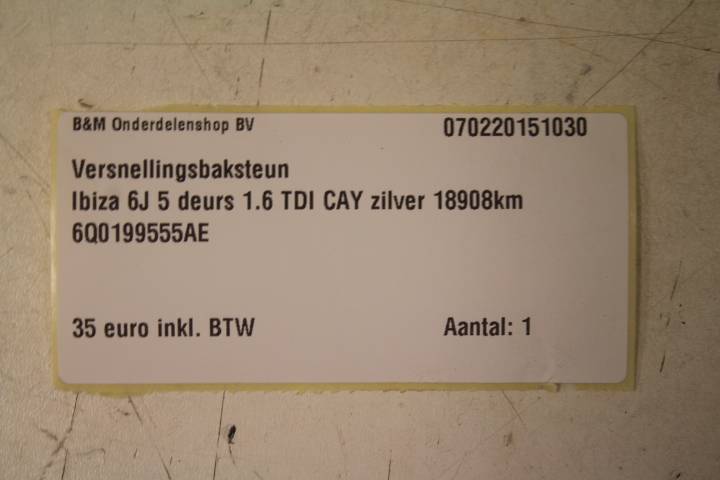 B&M Onderdelenshop BV 070220151030
Versnellingsbaksteun
Ibiza 6J 5 deurs 1.6 TDI CAY zilver 18908km
6Q0199555AE
35 euro inkl. BTW Aantal: 1